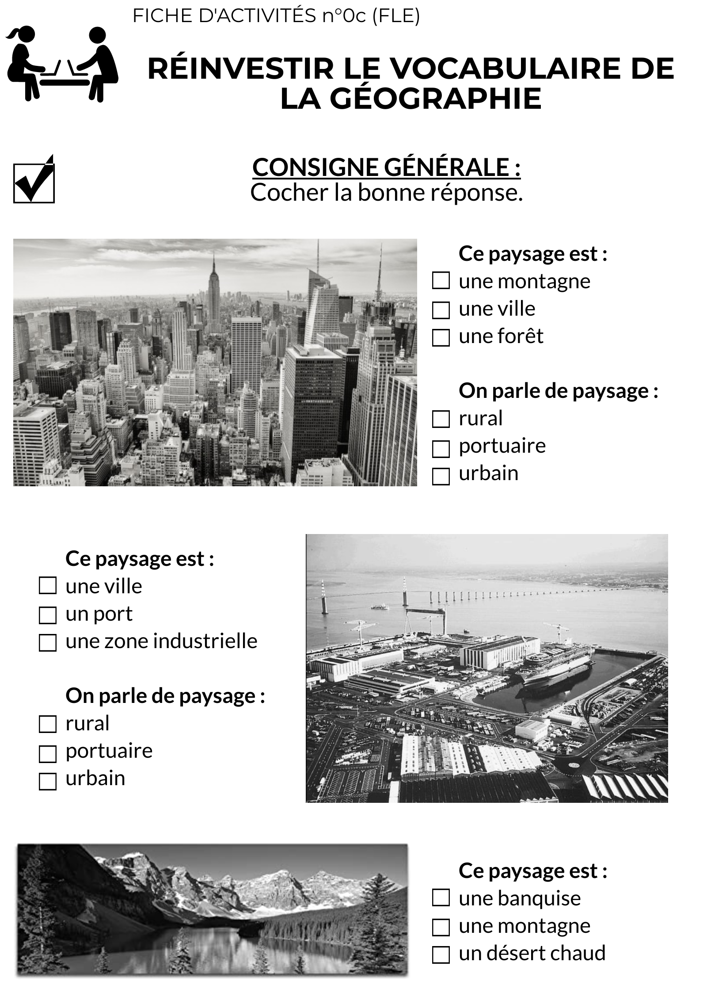 FICHE D'ACTIVITÉS n°0c (FLE)
RÉINVESTIR LE VOCABULAIRE DE
LA GÉOGRAPHIE
CONSIGNE GÉNÉRALE :
Cocher la bonne réponse.
Ce paysage est :
une montagne
une ville
une forêt
On parle de paysage :
rural
portuaire
urbain
Ce paysage est :
une ville
un port
une zone industrielle
On parle de paysage :
rural
portuaire
urbain
Ce paysage est :
une banquise
une montagne
un désert chaud